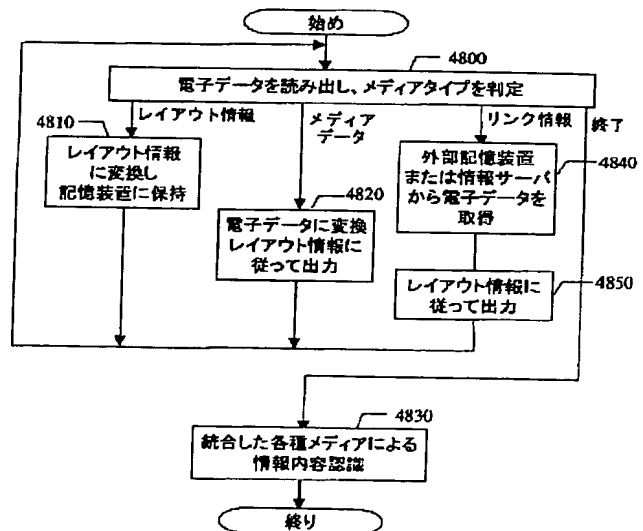 始め
4800
電子データを読み出し、メディアタイプを判定
レイアウト情報
メディア
データ
リンク情報
終了
4810
レイアウト情報
に変換し
記憶装置に保持
4820
電子データに変換
レイアウト情報に
従って出力
外部記憶装置
または情報サーバ
から電子データを
取得
4840
レイアウト情報に
従って出力
4850
4830
統合した各種メディアによる
情報内容認識
終り